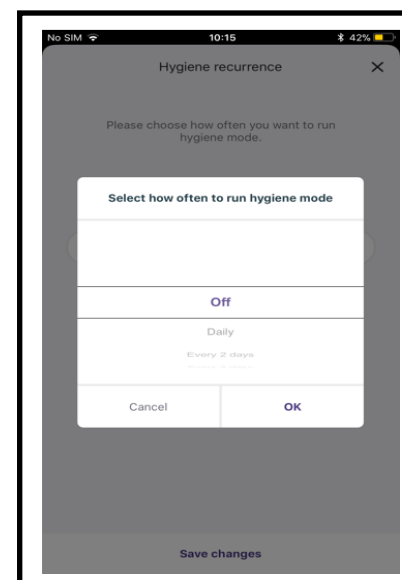 No SIM 10:15 42%
Hygiene recurrence
Please choose how often you want to run
hygiene mode.
Select how often to run hygiene mode
Off
Daily
Every 2 days
Cancel OK
Save changes